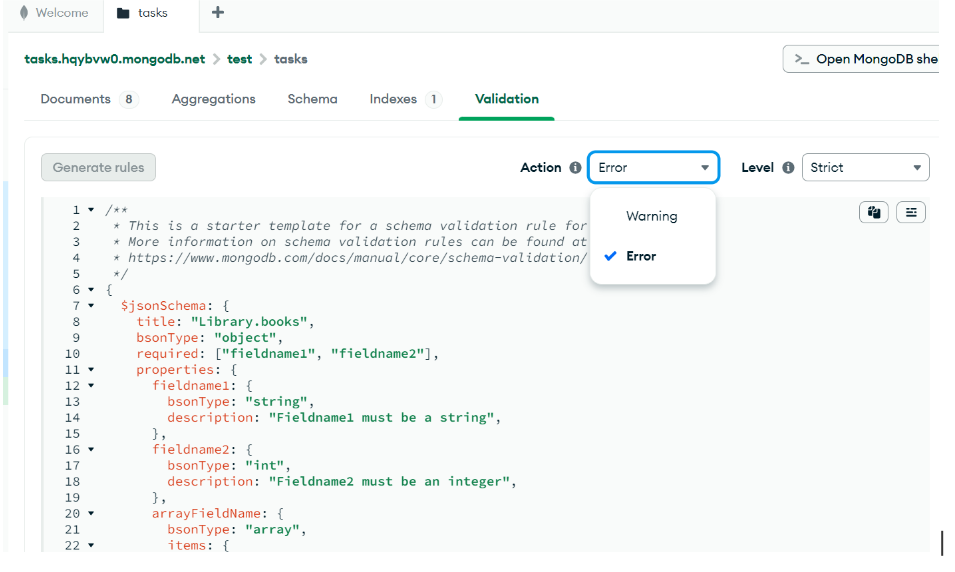 Welcome
tasks
+
tasks.hqybvw0.mongodb.net > test > tasks
>_ Open MongoDB she
Documents 8 Aggregations Schema Indexes 1 Validation
Generate rules
Action Error
Level Strict
Warning
Error
1 /**
2 * This is a starter template for a schema validation rule for
3 * More information on schema validation rules can be found at
4 * https://www.mongodb.com/docs/manual/core/schema-validation/
5 */
6 {
7 $jsonSchema: {
8 title: "Library.books",
9 bsonType: "object",
10 required: ["fieldname1", "fieldname2"],
11 properties: {
12 fieldname1: {
13 bsonType: "string",
14 description: "Fieldname1 must be a string",
15 },
16 fieldname2: {
17 bsonType: "int",
18 description: "Fieldname2 must be an integer",
19 },
20 arrayFieldName: {
21 bsonType: "array",
22 items: {